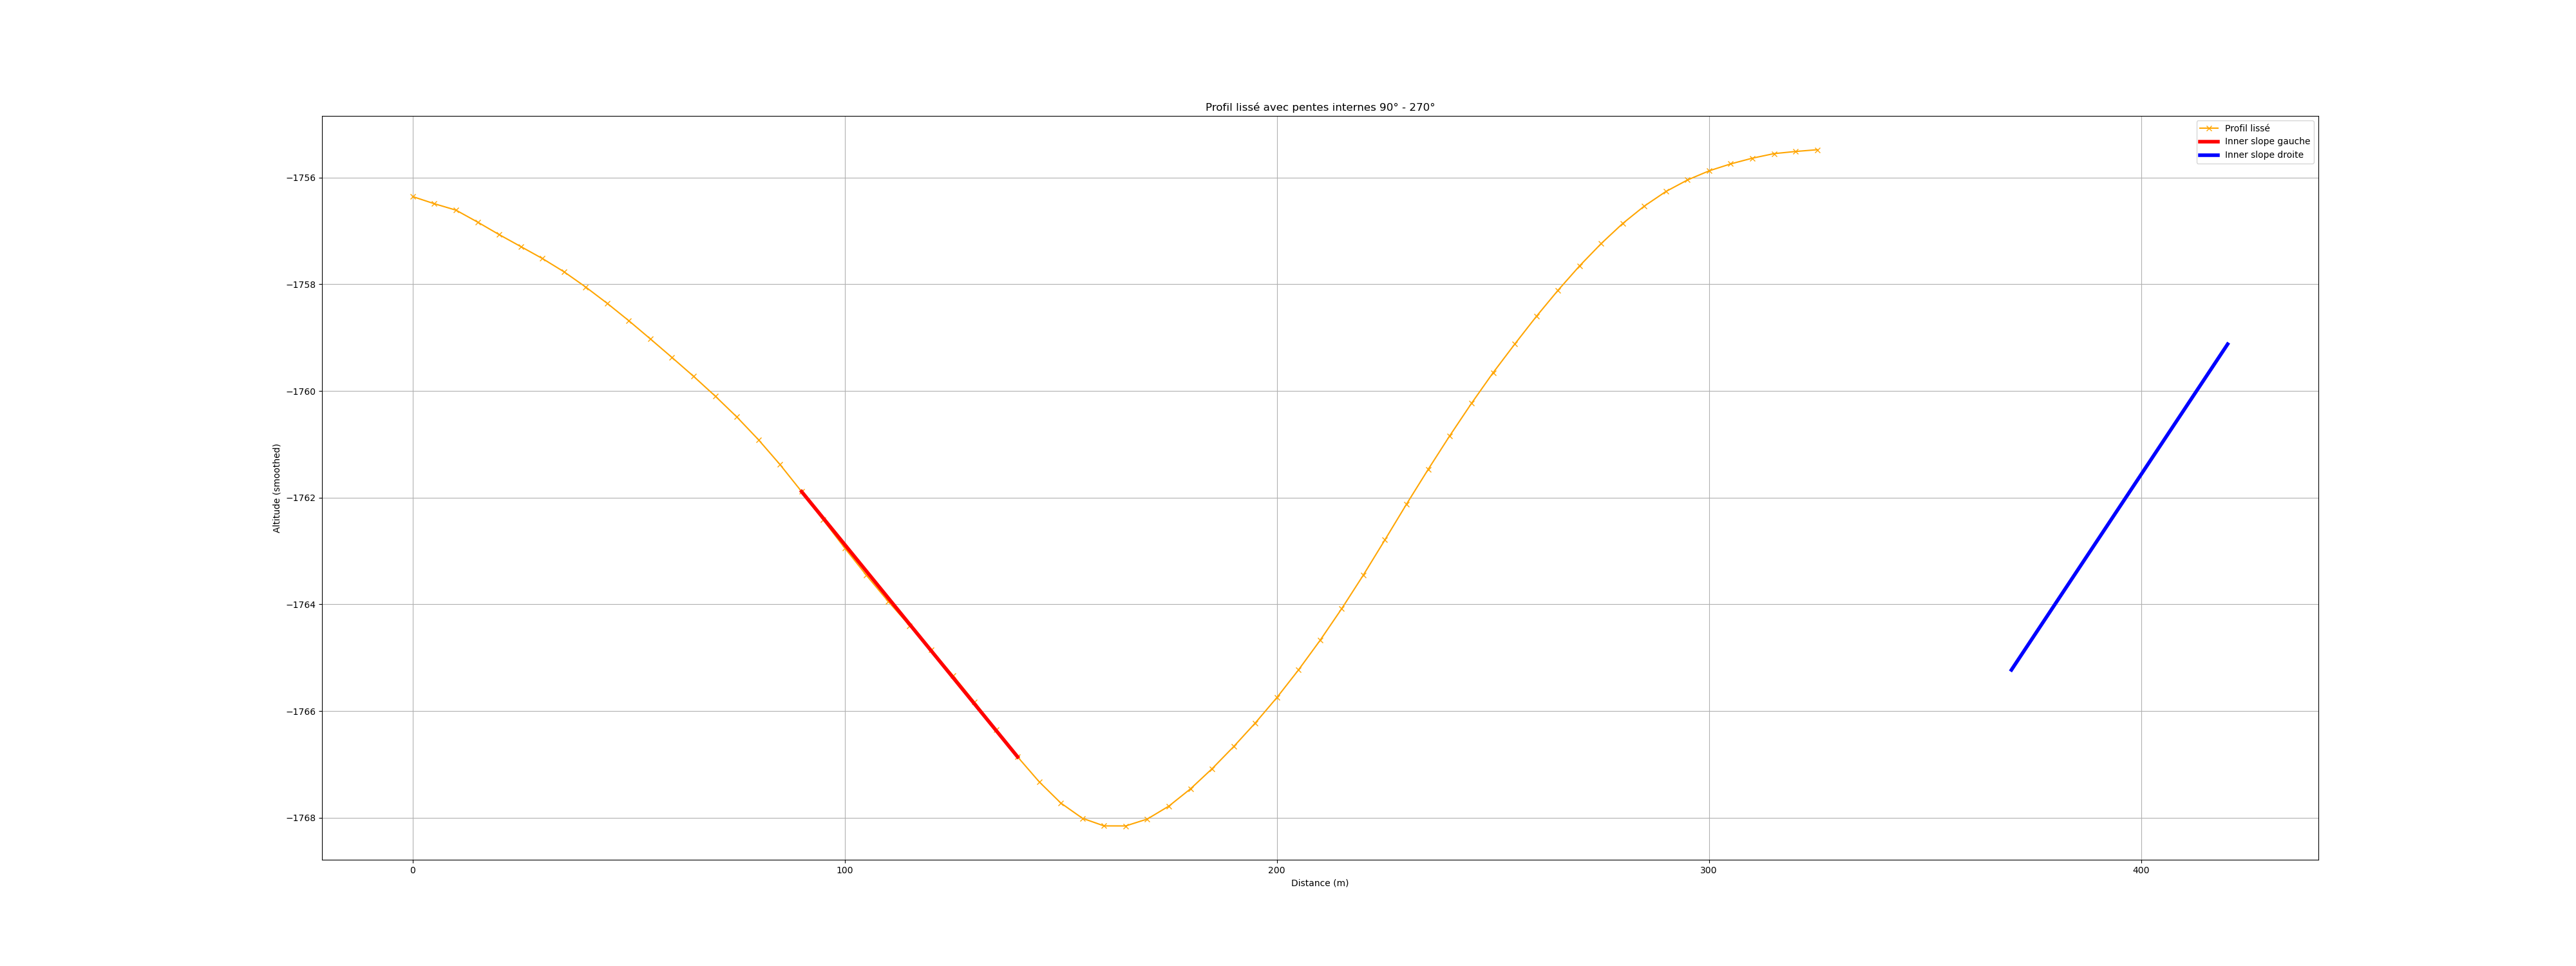 Profil lissé avec pentes internes 90° - 270°
Profil lissé
Inner slope gauche
Inner slope droite
−1756
−1758
−1760
−1762
−1764
−1766
−1768
Altitude (smoothed)
0 100 200 300 400
Distance (m)